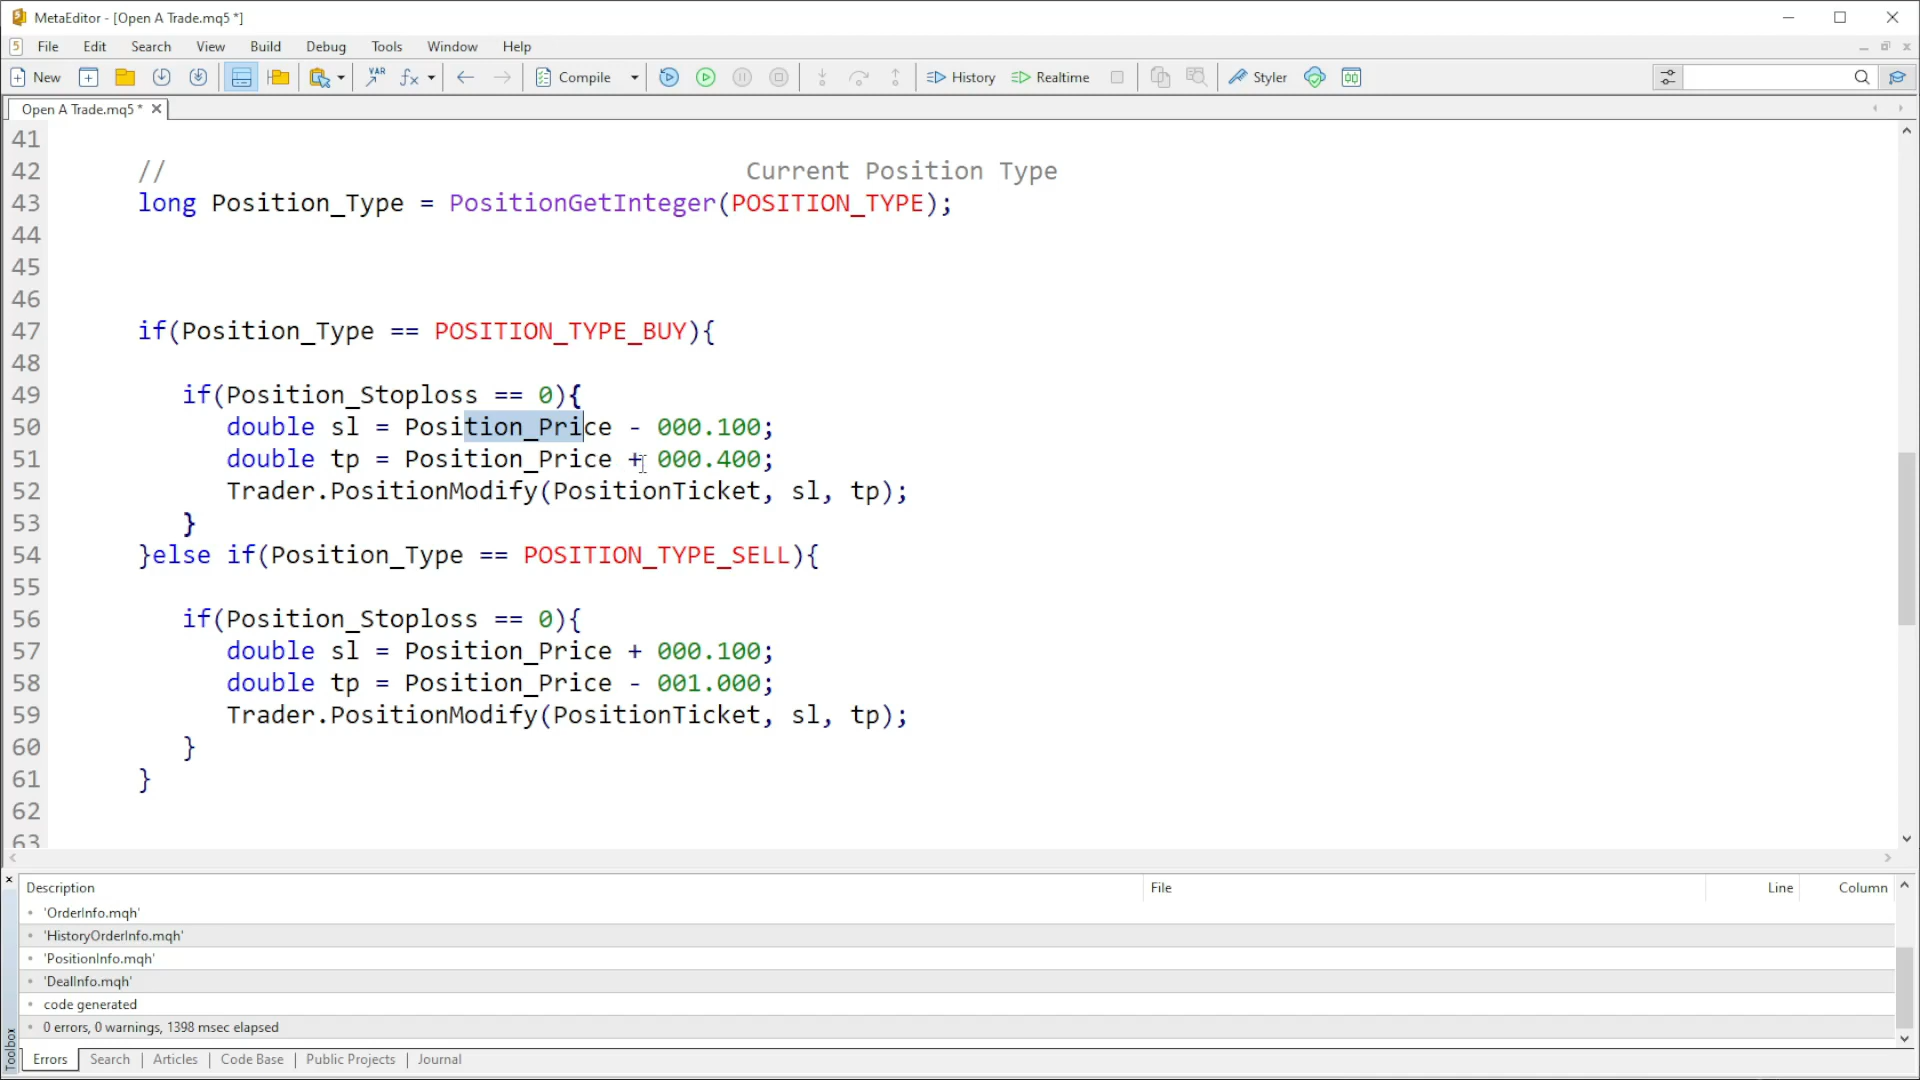 MetaEditor - [Open A Trade.mq5 *]
5 File Edit Search View Build Debug Tools Window Help
New VAR fx Compile History Realtime Styler
Open A Trade.mq5 *
41
42 // Current Position Type
43 long Position_Type = PositionGetInteger(POSITION_TYPE);
44
45
46
47 if(Position_Type == POSITION_TYPE_BUY){
48
49 if(Position_Stoploss == 0){
50 double sl = Position_Price - 000.100;
51 double tp = Position_Price + 000.400;
52 Trader.PositionModify(PositionTicket, sl, tp);
53 }
54 }else if(Position_Type == POSITION_TYPE_SELL){
55
56 if(Position_Stoploss == 0){
57 double sl = Position_Price + 000.100;
58 double tp = Position_Price - 001.000;
59 Trader.PositionModify(PositionTicket, sl, tp);
60 }
61 }
62
63
Description File Line Column
'OrderInfo.mqh'
'HistoryOrderInfo.mqh'
'PositionInfo.mqh'
'DealInfo.mqh'
code generated
0 errors, 0 warnings, 1398 msec elapsed
Toolbox
Errors Search Articles Code Base Public Projects Journal